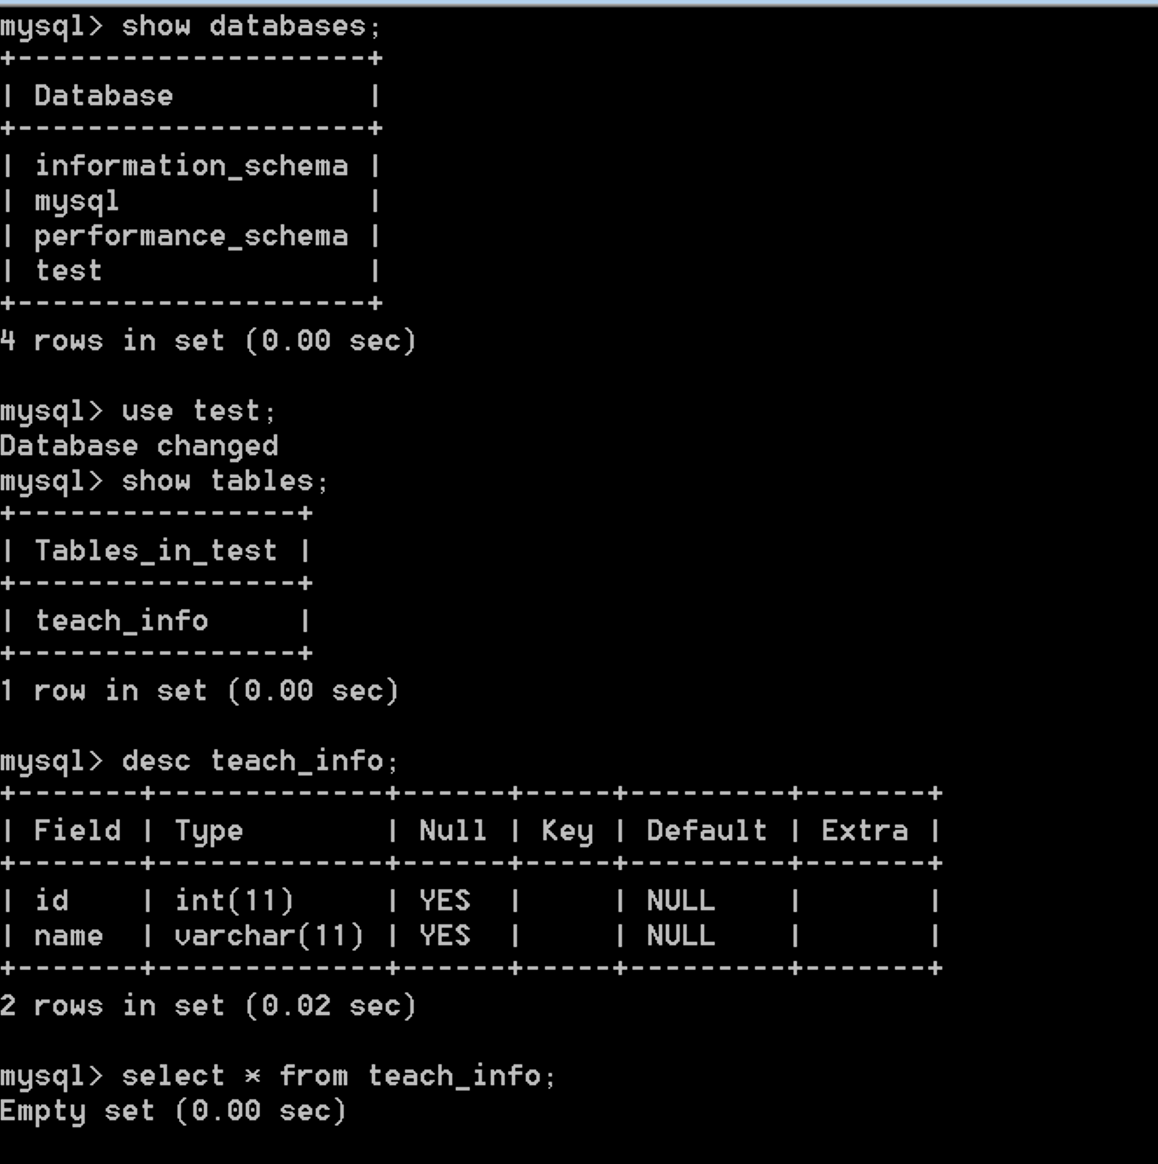 mysql> show databases;
+--------------------+
| Database           |
+--------------------+
| information_schema |
| mysql              |
| performance_schema |
| test               |
+--------------------+
4 rows in set (0.00 sec)

mysql> use test;
Database changed
mysql> show tables;
+----------------+
| Tables_in_test |
+----------------+
| teach_info     |
+----------------+
1 row in set (0.00 sec)

mysql> desc teach_info;
+-------+-------------+------+-----+---------+-------+
| Field | Type        | Null | Key | Default | Extra |
+-------+-------------+------+-----+---------+-------+
| id    | int(11)     | YES  |     | NULL    |       |
| name  | varchar(11) | YES  |     | NULL    |       |
+-------+-------------+------+-----+---------+-------+
2 rows in set (0.02 sec)

mysql> select * from teach_info;
Empty set (0.00 sec)